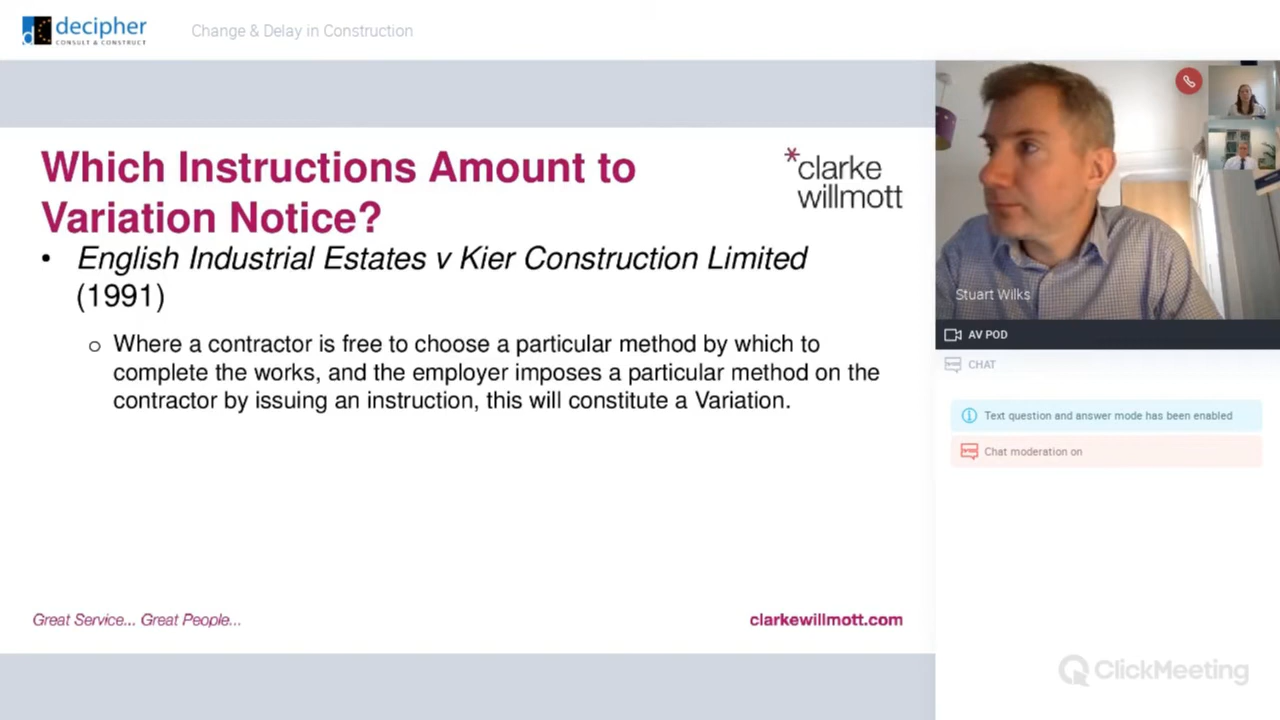 decipher
CONSULT & CONSTRUCT
Change & Delay in Construction
Which Instructions Amount to
Variation Notice?
*clarke
willmott
• English Industrial Estates v Kier Construction Limited
(1991)
o Where a contractor is free to choose a particular method by which to
complete the works, and the employer imposes a particular method on the
contractor by issuing an instruction, this will constitute a Variation.
Great Service... Great People...
clarkewillmott.com
Stuart Wilks
AV POD
CHAT
Text question and answer mode has been enabled
Chat moderation on
ClickMeeting